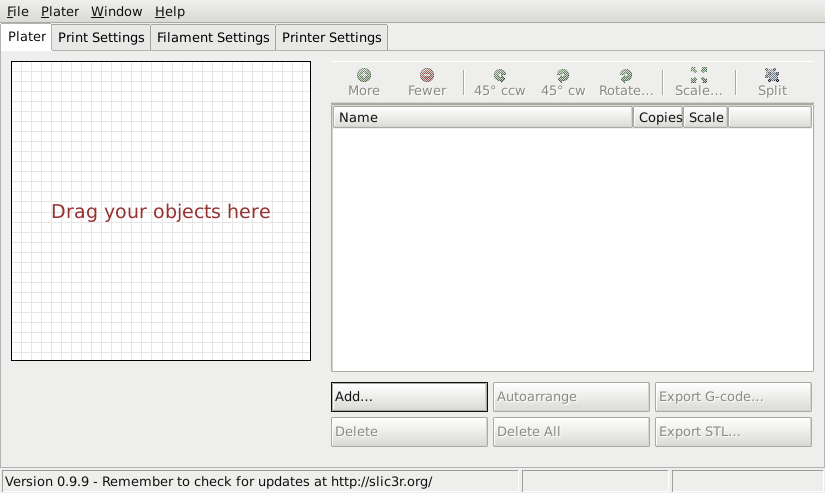 File Plater Window Help
Plater Print Settings Filament Settings Printer Settings
More Fewer 45° ccw 45° cw Rotate... Scale... Split
Name Copies Scale
Drag your objects here
Add... Autoarrange Export G-code...
Delete Delete All Export STL...
Version 0.9.9 - Remember to check for updates at http://slic3r.org/